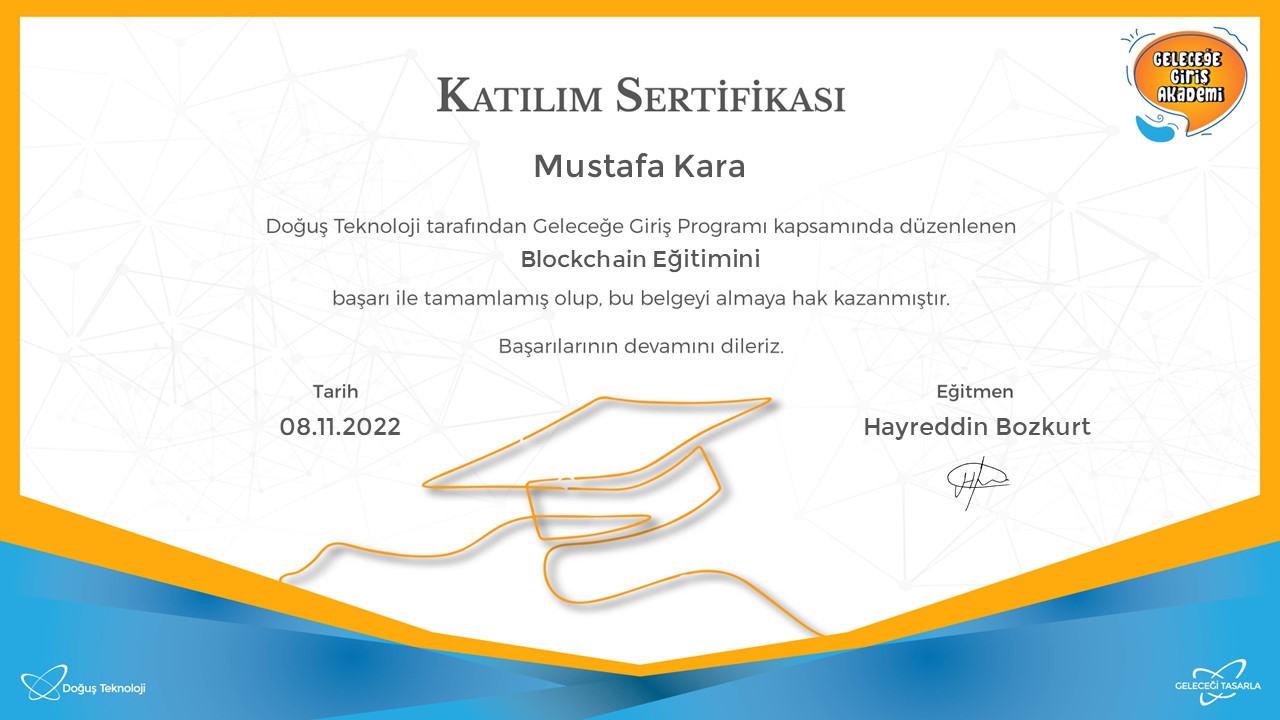 KATILIM SERTİFİKASI
GELECEĞE
GİRİŞ
AKADEMİ
Mustafa Kara
Doğuş Teknoloji tarafından Geleceğe Giriş Programı kapsamında düzenlenen
Blockchain Eğitimini
başarı ile tamamlamış olup, bu belgeyi almaya hak kazanmıştır.
Başarılarının devamını dileriz.
Tarih
08.11.2022
Eğitmen
Hayreddin Bozkurt
Doğuş Teknoloji
GELECEĞİ TASARLA